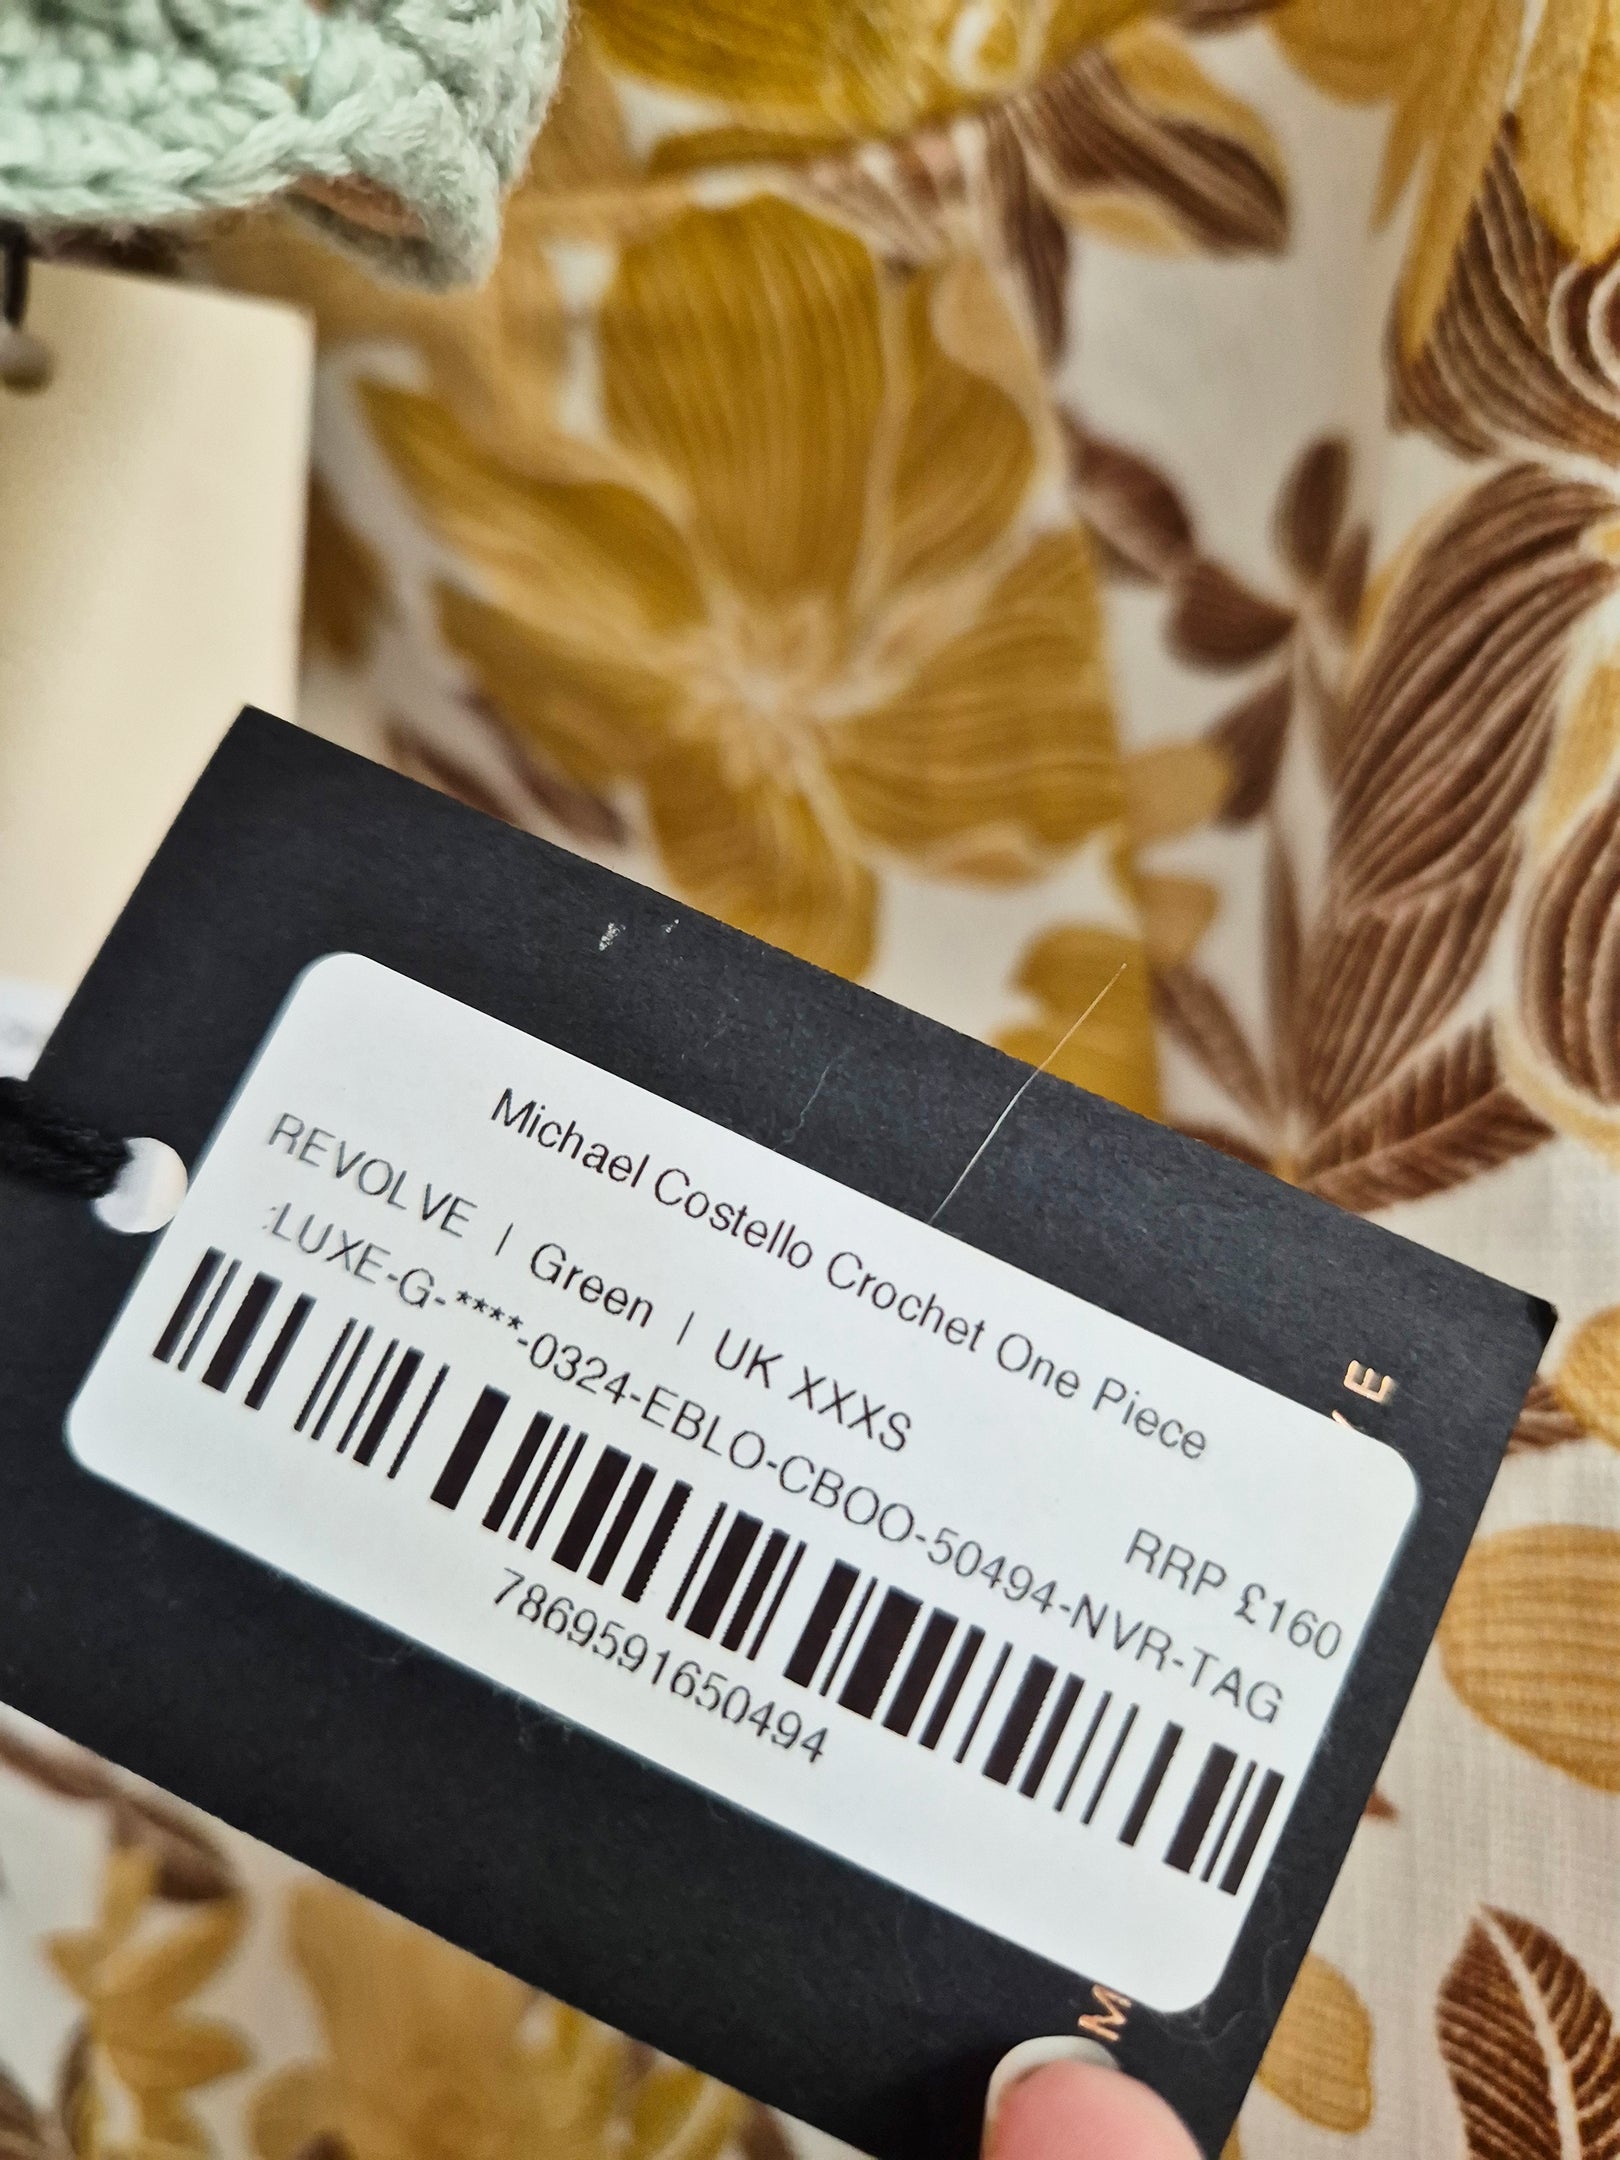 Michael Costello Crochet One Piece
REVOLVE | Green | UK XXXS
RRP £160
:LUXE-G-****-0324-EBLO-CBOO-50494-NVR-TAG
7869591650494
E
M